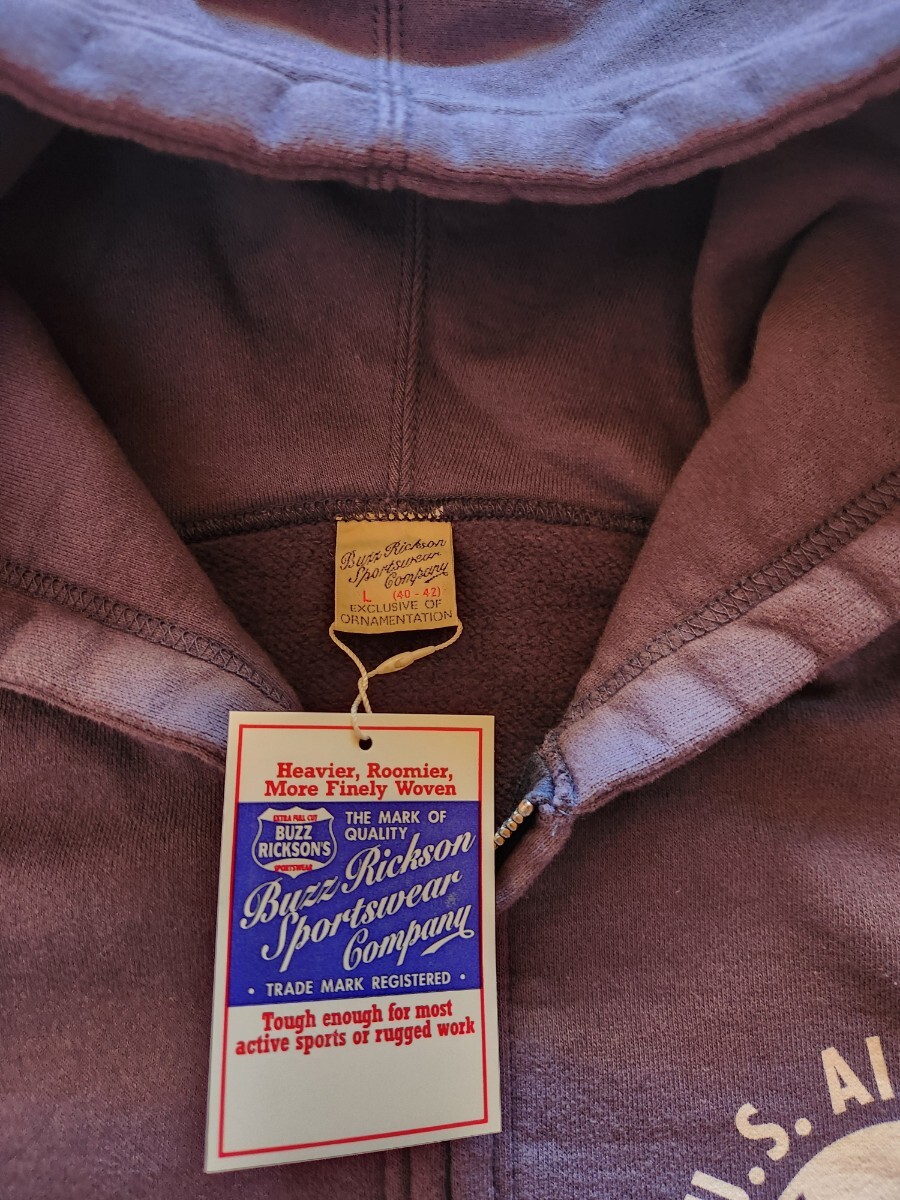 Buzz Rickson
Sportswear
Company
L (40 - 42)
EXCLUSIVE OF
ORNAMENTATION
Heavier, Roomier,
More Finely Woven
EXTRA FULL CUT
BUZZ
RICKSON'S
SPORTSWEAR
THE MARK OF
QUALITY
Buzz Rickson
Sportswear
Company
• TRADE MARK REGISTERED •
Tough enough for most
active sports or rugged work
U.S. AI